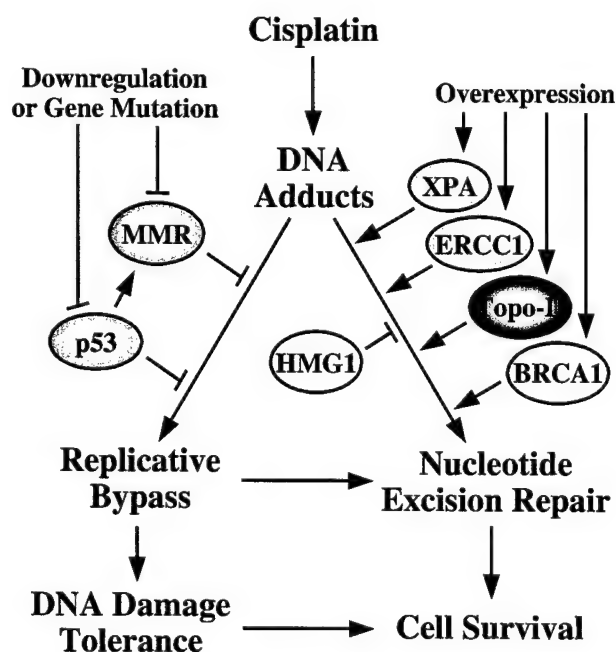 Cisplatin
Downregulation
or Gene Mutation
Overexpression
DNA
Adducts
XPA
MMR
ERCC1
p53
HMG1
BRCA1
Replicative
Bypass
Nucleotide
Excision Repair
DNA Damage
Tolerance
Cell Survival